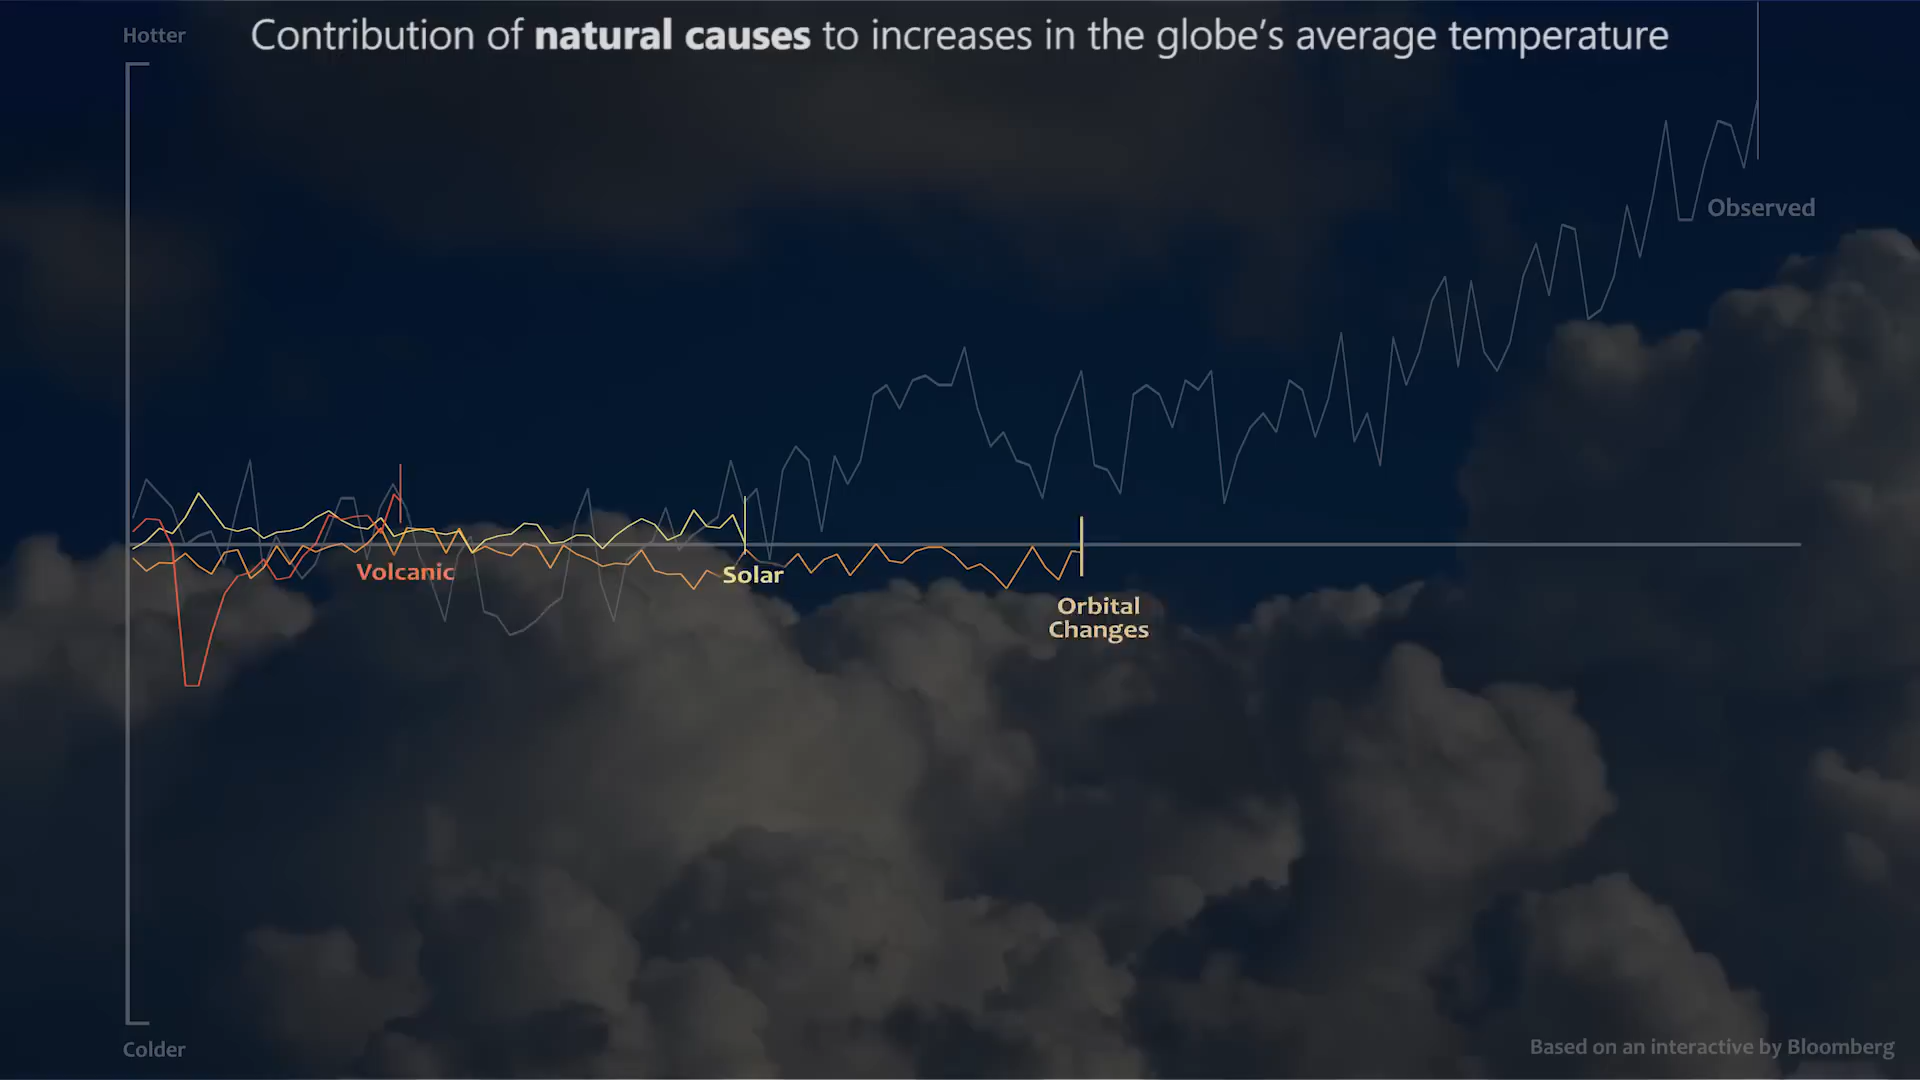 Contribution of natural causes to increases in the globe’s average temperature
Hotter
Observed
Volcanic
Solar
Orbital
Changes
Colder
Based on an interactive by Bloomberg